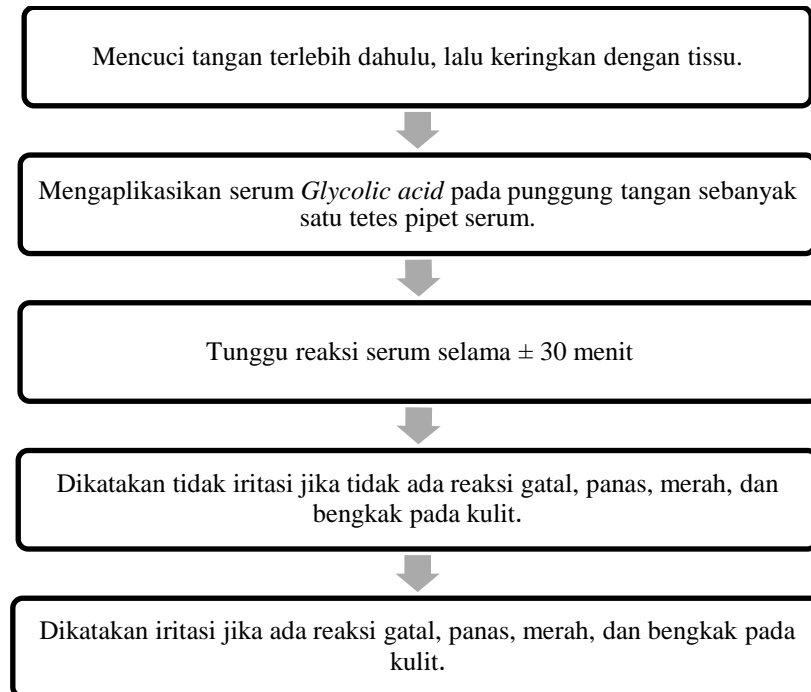 Mencuci tangan terlebih dahulu, lalu keringkan dengan tissu.
Mengaplikasikan serum Glycolic acid pada punggung tangan sebanyak
satu tetes pipet serum.
Tunggu reaksi serum selama ± 30 menit
Dikatakan tidak iritasi jika tidak ada reaksi gatal, panas, merah, dan
bengkak pada kulit.
Dikatakan iritasi jika ada reaksi gatal, panas, merah, dan bengkak pada
kulit.